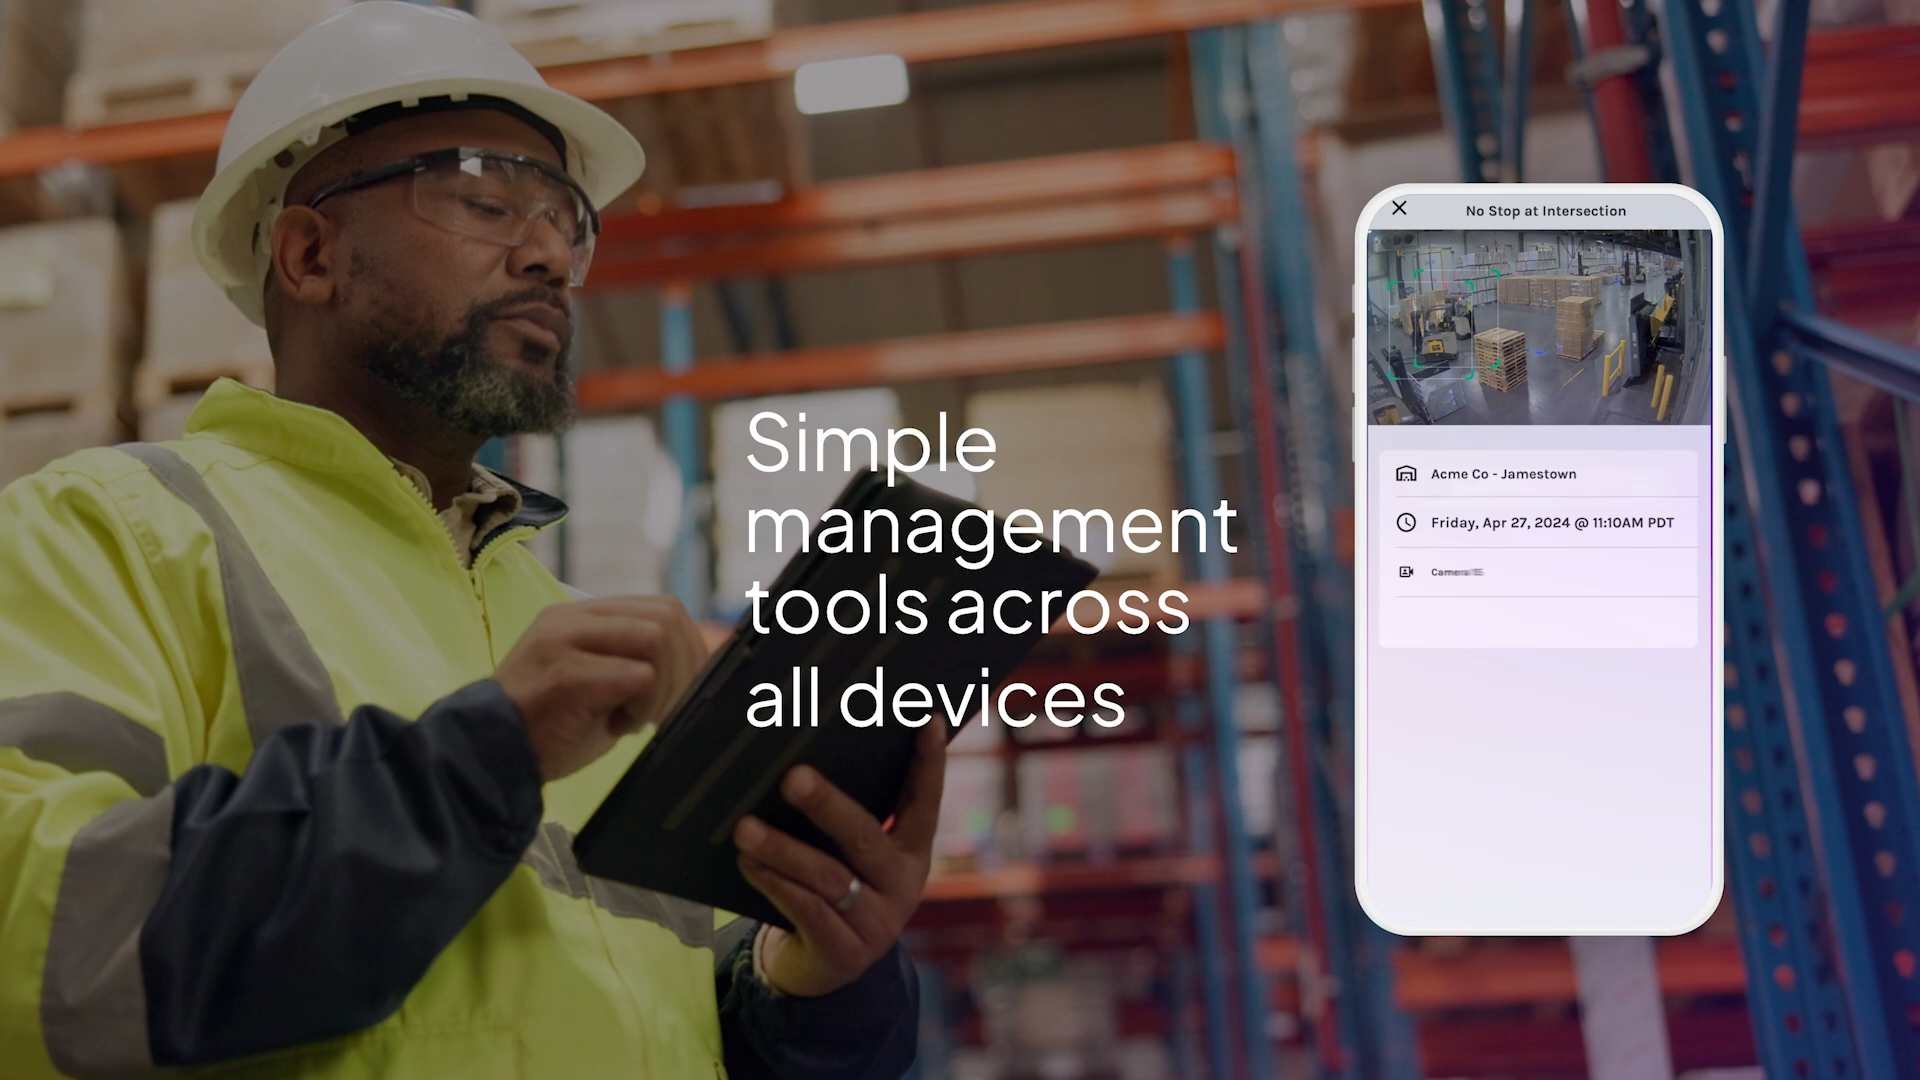 Simple
management
tools across
all devices
No Stop at Intersection
Acme Co - Jamestown
Friday, Apr 27, 2024 @ 11:10AM PDT
Camera